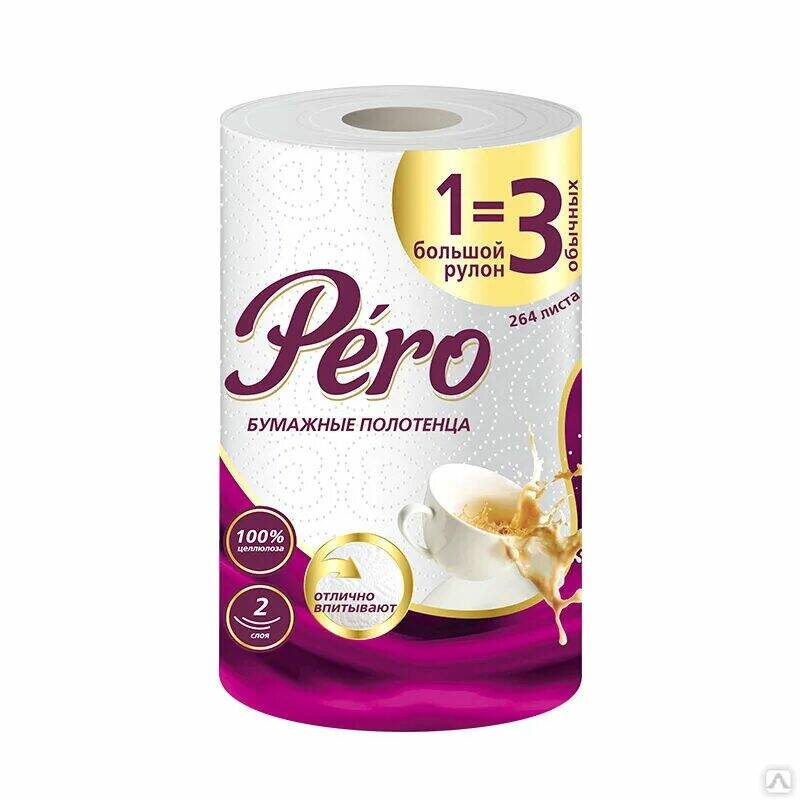 1=3
большой
рулон
обычных
264 листа
Péro
БУМАЖНЫЕ ПОЛОТЕНЦА
100%
целлюлоза
ОТЛИЧНО
ВПИТЫВАЮТ
2
слоя